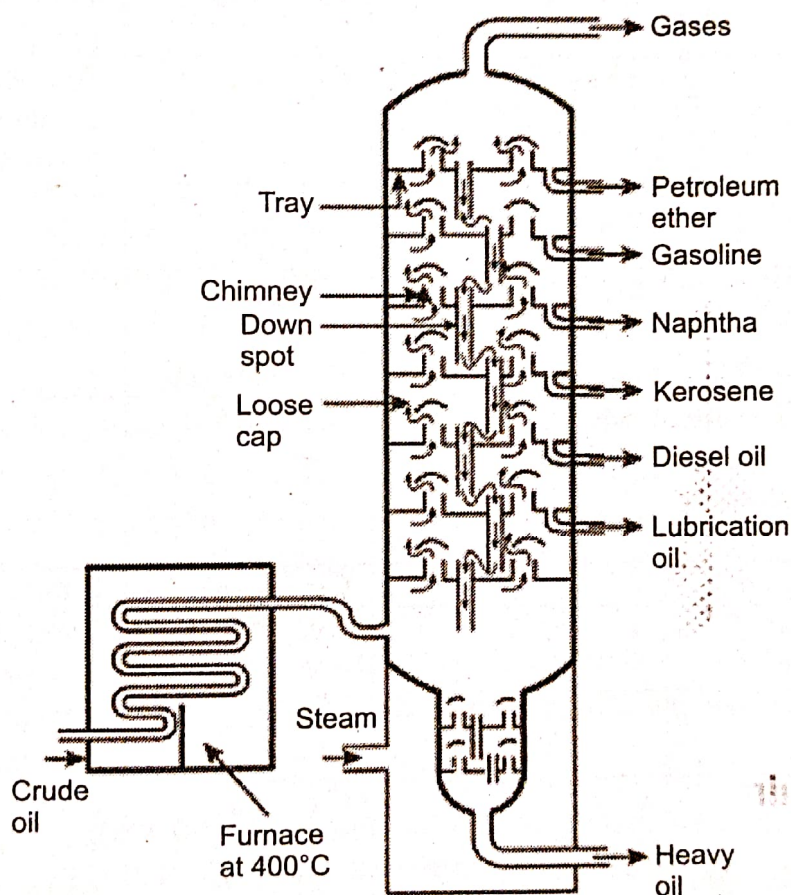 Gases
Petroleum
ether
Tray
Gasoline
Chimney
Naphtha
Down
spot
Kerosene
Loose
cap
Diesel oil
Lubrication
oil
Steam
Crude
oil
Furnace
at 400°C
Heavy
oil